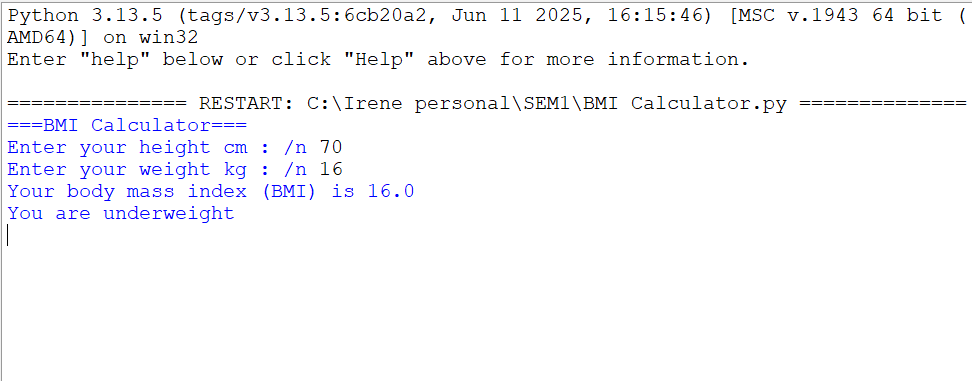 Python 3.13.5 (tags/v3.13.5:6cb20a2, Jun 11 2025, 16:15:46) [MSC v.1943 64 bit (
AMD64)] on win32
Enter "help" below or click "Help" above for more information.
=============== RESTART: C:\Irene personal\SEM1\BMI Calculator.py ==============
===BMI Calculator===
Enter your height cm : /n 70
Enter your weight kg : /n 16
Your body mass index (BMI) is 16.0
You are underweight